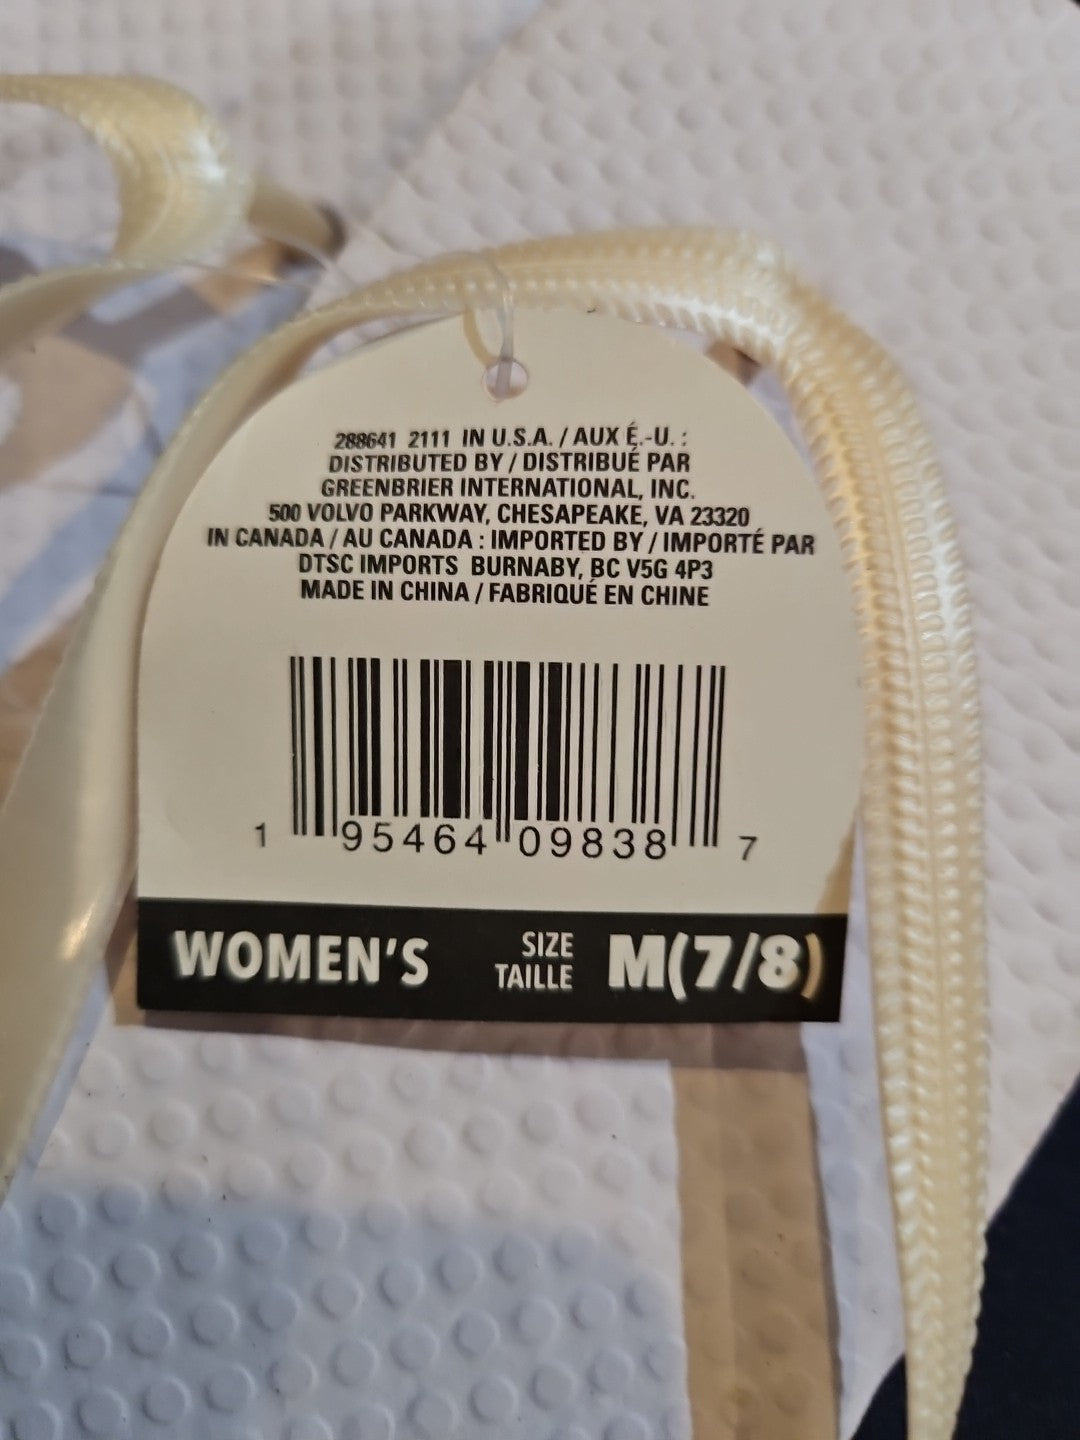 288641 2111 IN U.S.A. / AUX É.-U. :
DISTRIBUTED BY / DISTRIBUÉ PAR
GREENBRIER INTERNATIONAL, INC.
500 VOLVO PARKWAY, CHESAPEAKE, VA 23320
IN CANADA / AU CANADA : IMPORTED BY / IMPORTÉ PAR
DTSC IMPORTS BURNABY, BC V5G 4P3
MADE IN CHINA / FABRIQUÉ EN CHINE
1 95464 09838 7
WOMEN'S SIZE M(7/8)
TAILLE